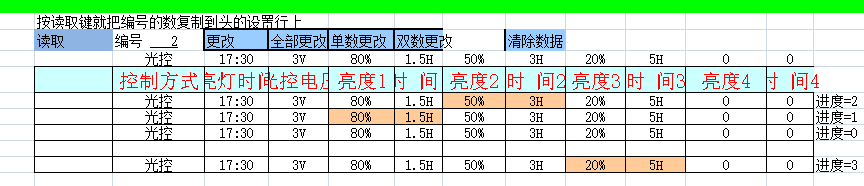 按读取键就把编号的数复制到头的设置行上
读取 编号 2 更改 全部更改 单数更改 双数更改 清除数据
光控 17:30 3V 80% 1.5H 50% 3H 20% 5H 0 0
控制方式 亮灯时间 光控电压 亮度1 时 间 亮度2 时 间2 亮度3 时 间3 亮度4 时 间4
光控 17:30 3V 80% 1.5H 50% 3H 20% 5H 0 0 进度=2
光控 17:30 3V 80% 1.5H 50% 3H 20% 5H 0 0 进度=1
光控 17:30 3V 80% 1.5H 50% 3H 20% 5H 0 0 进度=0
光控 17:30 3V 80% 1.5H 50% 3H 20% 5H 0 0 进度=3